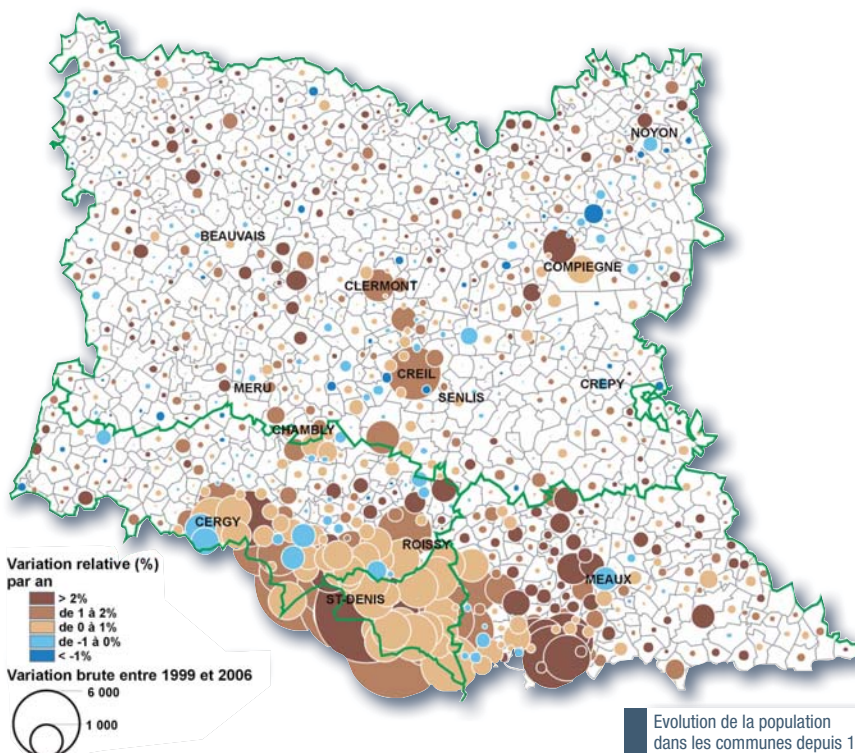 NOYON
BEAUVAIS
COMPIEGNE
CLERMONT
CREIL
MERU
SENLIS
CREPY
CHAMBLY
CERGY
ROISSY
MEAUX
ST-DENIS
Variation relative (%)
par an
> 2%
de 1 à 2%
de 0 à 1%
de -1 à 0%
< -1%
Variation brute entre 1999 et 2006
6 000
1 000
Evolution de la population
dans les communes depuis 1